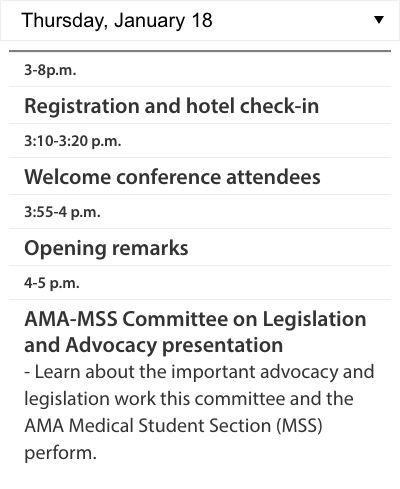 Thursday, January 18
3-8p.m.
Registration and hotel check-in
3:10-3:20 p.m.
Welcome conference attendees
3:55-4 p.m.
Opening remarks
4-5 p.m.
AMA-MSS Committee on Legislation
and Advocacy presentation
- Learn about the important advocacy and
legislation work this committee and the
AMA Medical Student Section (MSS)
perform.